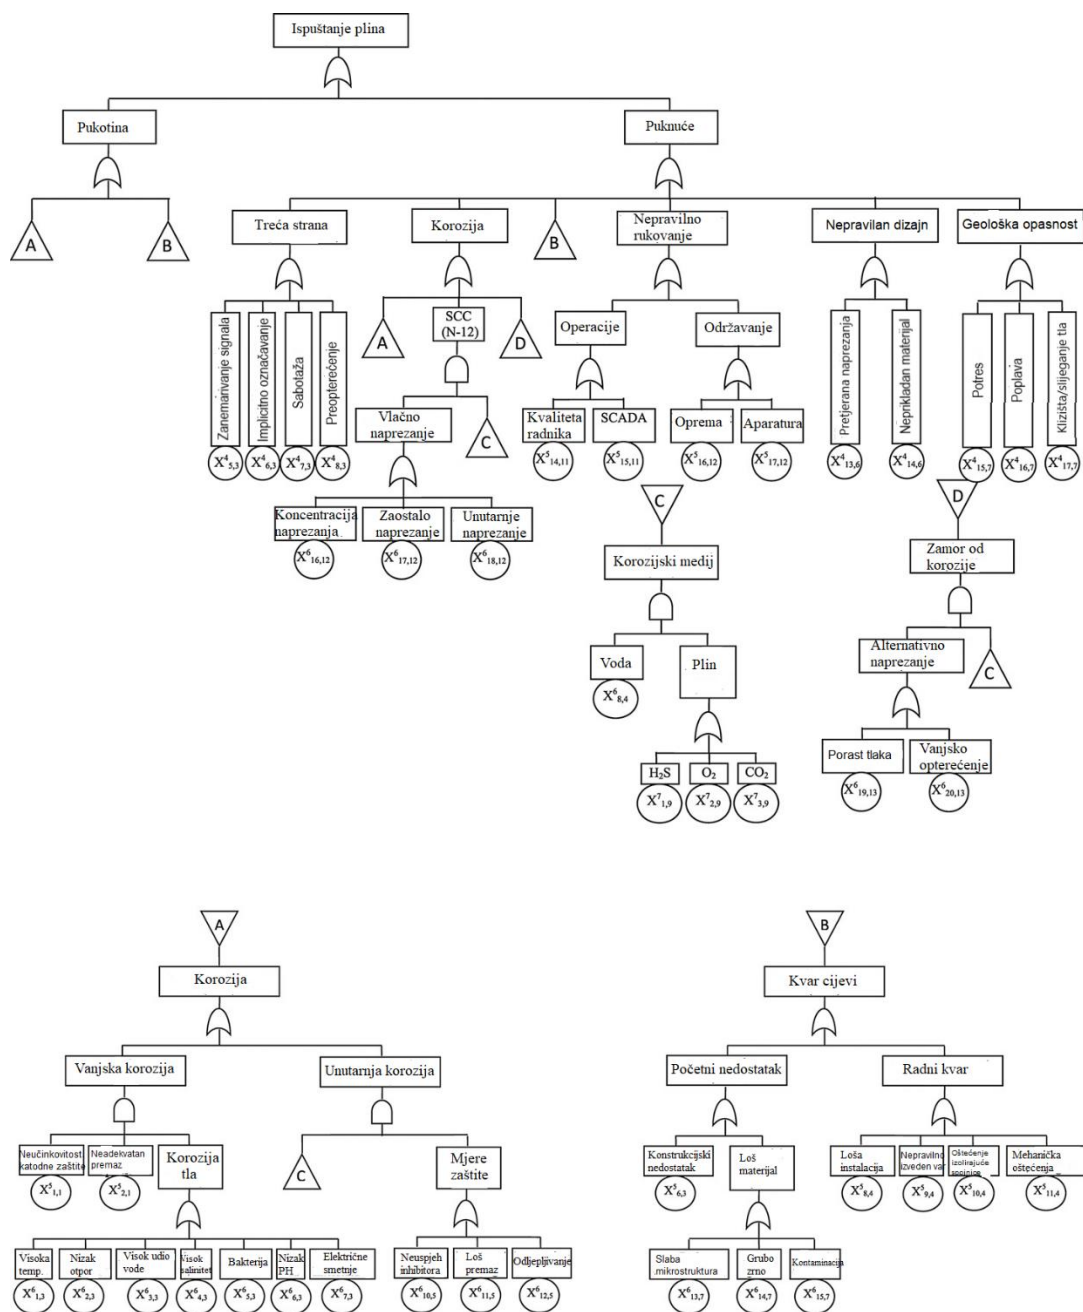 Ispuštanje plina
Pukotina
Puknuće
A
B
Treća strana
Korozija
B
Nepravilno
rukovanje
Nepravilan dizajn
Geološka opasnost
Zanemarivanje signala
Implicitno označavanje
Sabotaža
Preopterećenje
A
SCC
(N-12)
D
Operacije
Održavanje
Pretjerana naprezanja
Neprikladan materijal
Potres
Poplava
Klizišta/slijeganje tla
Vlačno
naprezanje
C
Kvaliteta
radnika
SCADA
Oprema
Aparatura
X⁴5,3
X⁴6,3
X⁴7,3
X⁴8,3
X⁵14,11
X⁵15,11
X⁵16,12
X⁵17,12
X⁴13,6
X⁴14,6
X⁴15,7
X⁴16,7
X⁴17,7
Koncentracija
naprezanja
Zaostalo
naprezanje
Unutarnje
naprezanje
X⁶16,12
X⁶17,12
X⁶18,12
C
Korozijski medij
Voda
Plin
X⁶8,4
H₂S
O₂
CO₂
X⁷1,9
X⁷2,9
X⁷3,9
D
Zamor od
korozije
Alternativno
naprezanje
C
Porast tlaka
Vanjsko
opterećenje
X⁶19,13
X⁶20,13
A
Korozija
Vanjska korozija
Unutarnja korozija
Neučinkovitost
katodne zaštite
Neadekvatan
premaz
Korozija
tla
C
Mjere
zaštite
X⁵1,1
X⁵2,1
Visoka
temp.
Nizak
otpor
Visok udio
vode
Visok
salinitet
Bakterija
Nizak
PH
Električne
smetnje
Neuspjeh
inhibitora
Loš
premaz
Odljepljivanje
X⁶1,3
X⁶2,3
X⁶3,3
X⁶4,3
X⁶5,3
X⁶6,3
X⁶7,3
X⁶10,5
X⁶11,5
X⁶12,5
B
Kvar cijevi
Početni nedostatak
Radni kvar
Konstrukcijski
nedostatak
Loš
materijal
Loša
instalacija
Nepravilno
izveden var
Oštećenje
izolirajuće
spojnice
Mehanička
oštećenja
X⁵6,3
X⁵8,4
X⁵9,4
X⁵10,4
X⁵11,4
Slaba
mikrostruktura
Grubo
zrno
Kontaminacija
X⁶13,7
X⁶14,7
X⁶15,7